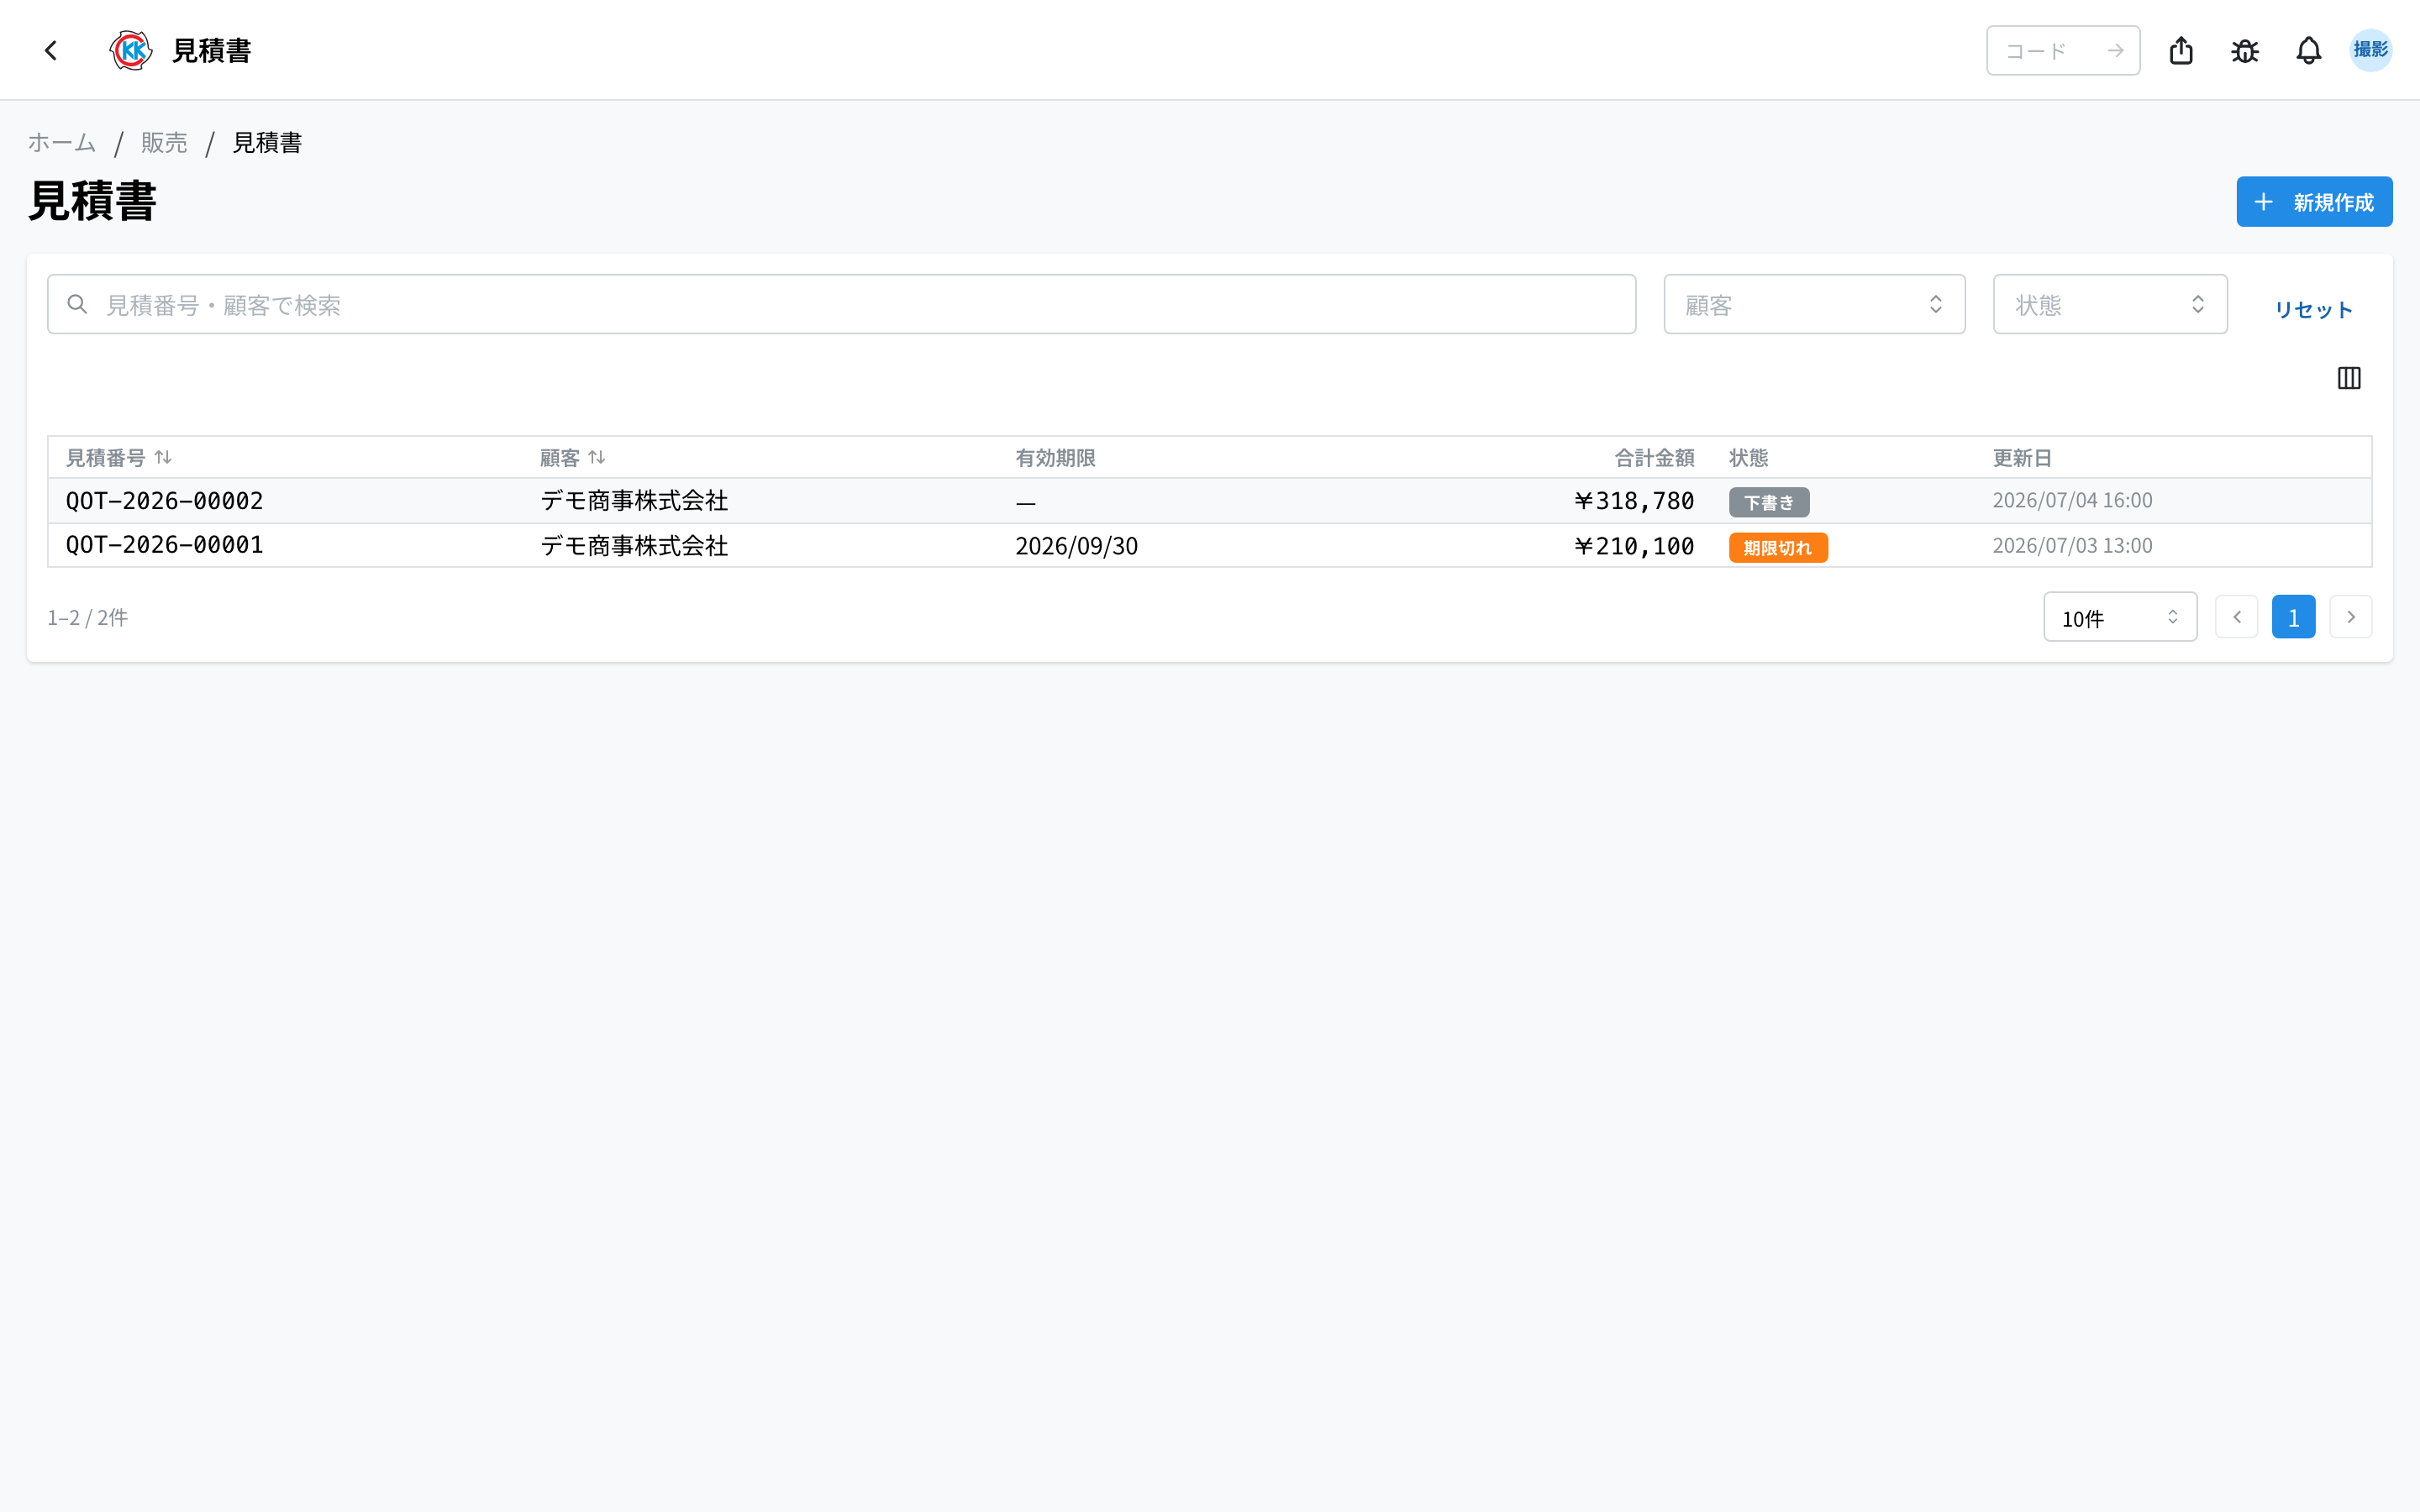 KK 見積書 コード 撮影
ホーム / 販売 / 見積書
見積書
新規作成
見積番号・顧客で検索 顧客 状態 リセット
見積番号 顧客 有効期限 合計金額 状態 更新日
QOT-2026-00002 デモ商事株式会社 — ¥318,780 下書き 2026/07/04 16:00
QOT-2026-00001 デモ商事株式会社 2026/09/30 ¥210,100 期限切れ 2026/07/03 13:00
1–2 / 2件 10件 1